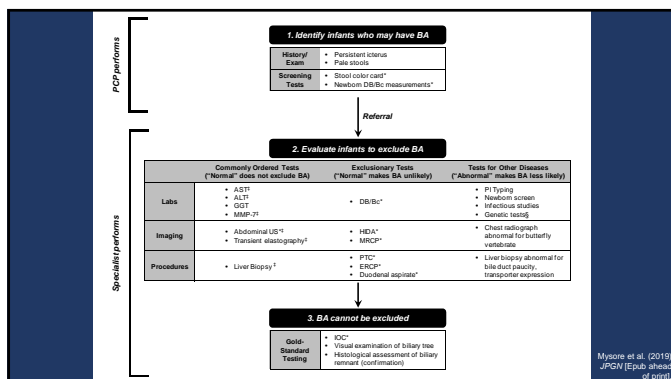 PCP performs
1. Identify infants who may have BA
History/
Exam
• Persistent icterus
• Pale stools
Screening
Tests
• Stool color card*
• Newborn DB/Bc measurements*
Referral
Specialist performs
2. Evaluate infants to exclude BA
Commonly Ordered Tests
("Normal" does not exclude BA)
Exclusionary Tests
("Normal" makes BA unlikely)
Tests for Other Diseases
("Abnormal" makes BA less likely)
Labs
• AST‡
• ALT‡
• GGT
• MMP-7‡
• DB/Bc*
• PI Typing
• Newborn screen
• Infectious studies
• Genetic tests§
Imaging
• Abdominal US*‡
• Transient elastography‡
• HIDA*
• MRCP*
• Chest radiograph
abnormal for butterfly
vertebrate
Procedures
• Liver Biopsy ‡
• PTC*
• ERCP*
• Duodenal aspirate*
• Liver biopsy abnormal for
bile duct paucity,
transporter expression
3. BA cannot be excluded
Gold-
Standard
Testing
• IOC*
• Visual examination of biliary tree
• Histological assessment of biliary
remnant (confirmation)
Mysore et al. (2019)
JPGN [Epub ahead
of print]